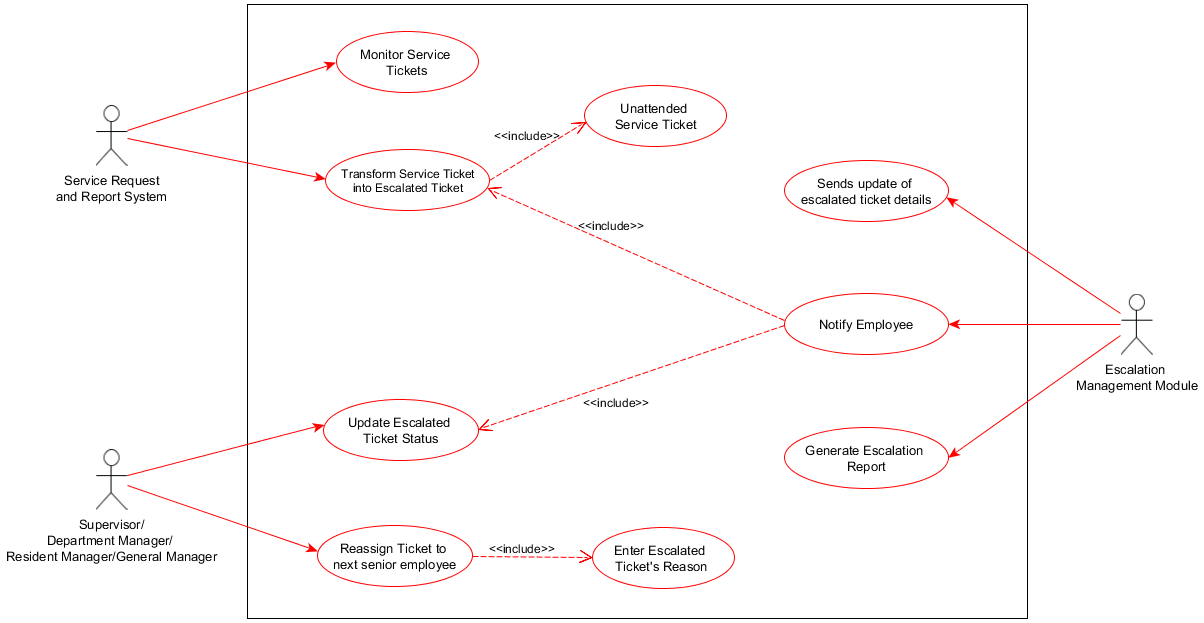 Monitor Service
Tickets
Unattended
Service Ticket
<<include>>
Transform Service Ticket
into Escalated Ticket
Service Request
and Report System
Sends update of
escalated ticket details
<<include>>
Notify Employee
Escalation
Management Module
<<include>>
Update Escalated
Ticket Status
Generate Escalation
Report
Supervisor/
Department Manager/
Resident Manager/General Manager
Reassign Ticket to
next senior employee
<<include>>
Enter Escalated
Ticket's Reason